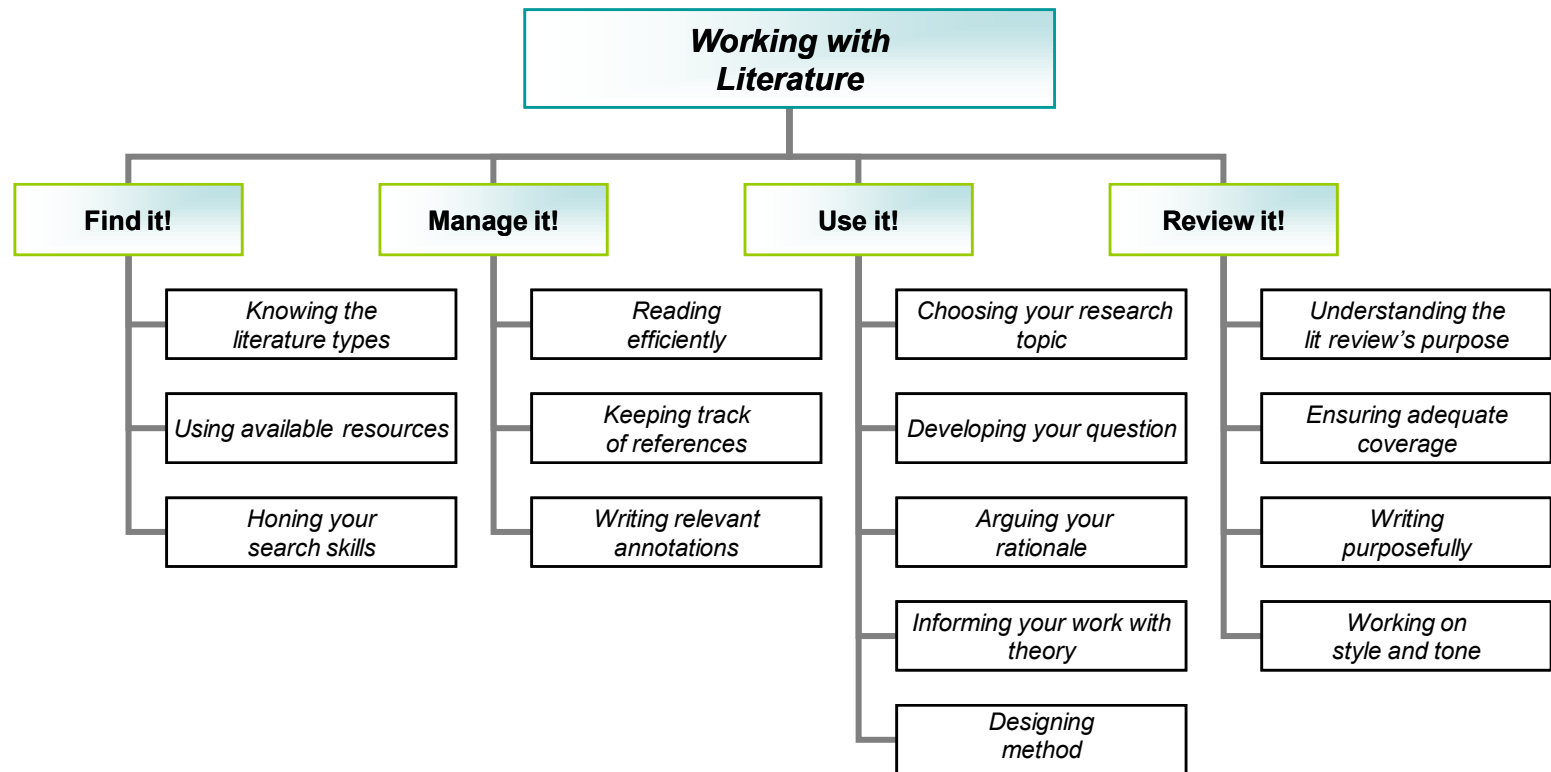 Working with
Literature
Find it!
Knowing the
literature types
Using available resources
Honing your
search skills
Manage it!
Reading
efficiently
Keeping track
of references
Writing relevant
annotations
Use it!
Choosing your research
topic
Developing your question
Arguing your
rationale
Informing your work with
theory
Designing
method
Review it!
Understanding the
lit review’s purpose
Ensuring adequate
coverage
Writing
purposefully
Working on
style and tone